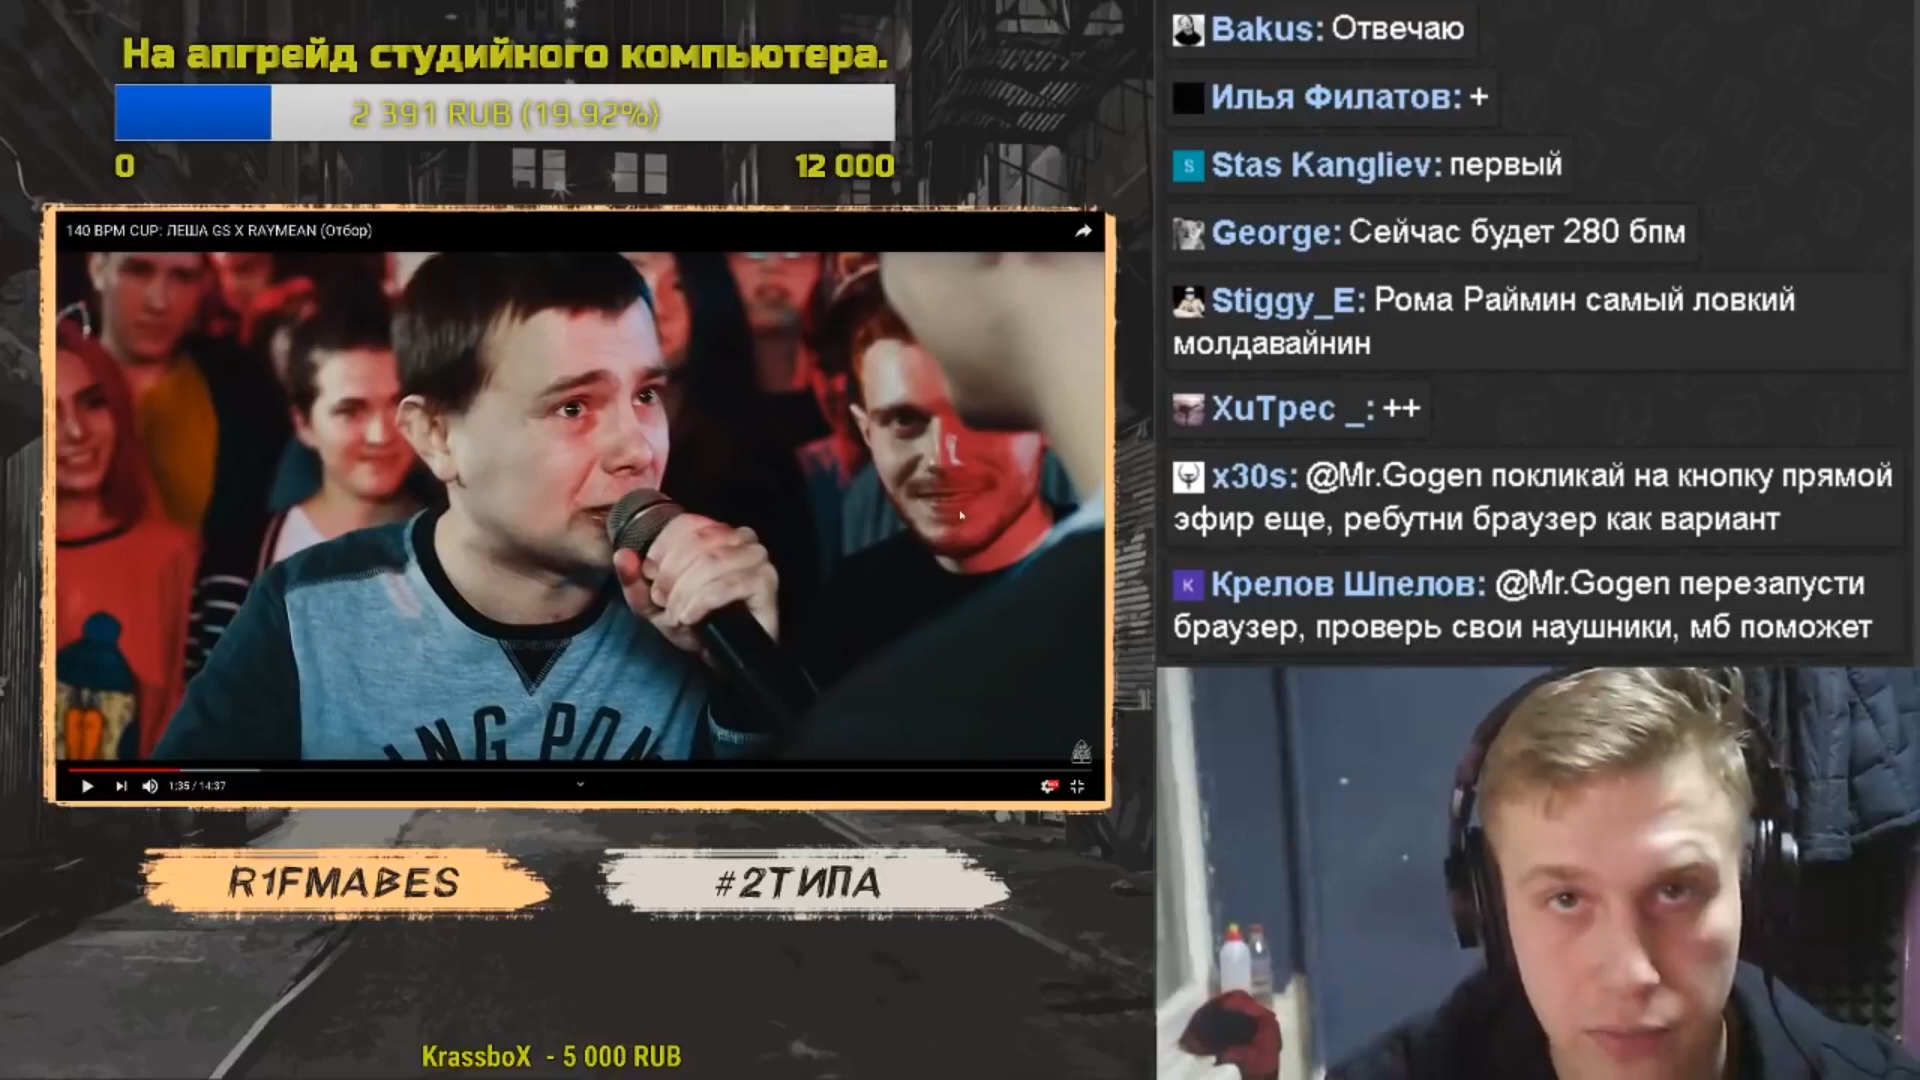 На апгрейд студийного компьютера.
2 391 RUB (19.92%)
0
12 000
140 BPM CUP: ЛЕША GS X RAYMEAN (Отбор)
1:35 / 14:37
R1FMABES
#2ТИПА
KrassboX - 5 000 RUB
Bakus: Отвечаю
Илья Филатов: +
S Stas Kangliev: первый
George: Сейчас будет 280 бпм
Stiggy_E: Рома Раймин самый ловкий
молдавайнин
ХиТрес _: ++
x30s: @Mr.Gogen покликай на кнопку прямой
эфир еще, ребутни браузер как вариант
K Крелов Шпелов: @Mr.Gogen перезапусти
браузер, проверь свои наушники, мб поможет